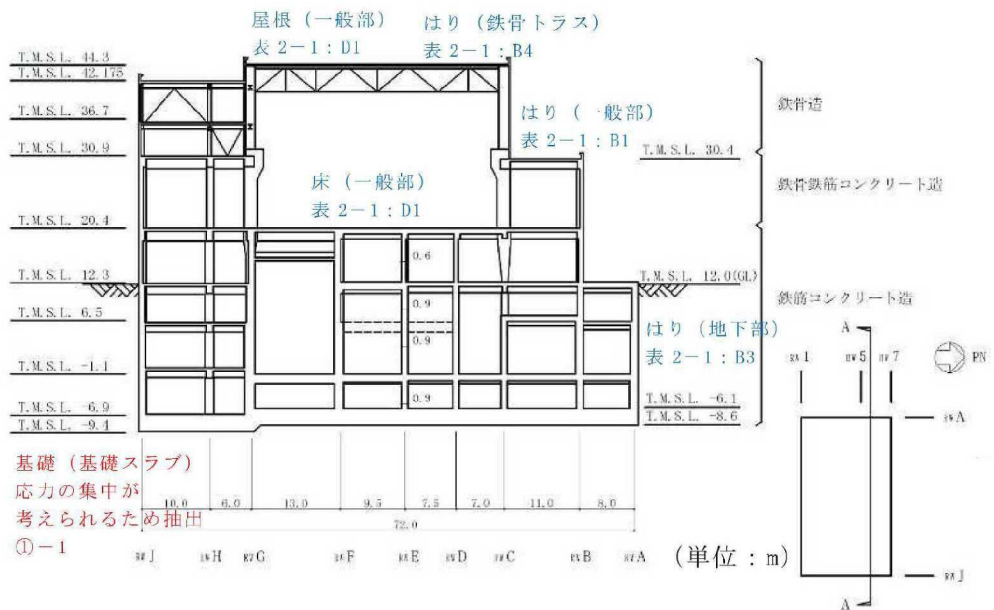 屋根（一般部）
表 2－1：D1
はり（鉄骨トラス）
表 2－1：B4
T.M.S.L. 44.3
T.M.S.L. 42.175
T.M.S.L. 36.7
T.M.S.L. 30.9
T.M.S.L. 20.4
T.M.S.L. 12.3
T.M.S.L. 6.5
T.M.S.L. -1.1
T.M.S.L. -6.9
T.M.S.L. -9.4
はり（一般部）
表 2－1：B1
T.M.S.L. 30.4
床（一般部）
表 2－1：D1
鉄骨造
鉄骨鉄筋コンクリート造
鉄筋コンクリート造
0.6
0.9
0.9
0.9
T.M.S.L. 12.0(GL)
はり（地下部）
表 2－1：B3
T.M.S.L. -6.1
T.M.S.L. -8.6
基礎（基礎スラブ）
応力の集中が
考えられるため抽出
①－1
10.0 6.0 13.0 9.5 7.5 7.0 11.0 8.0
72.0
RWJ RWH RWG RWF RWE RWD RWC RWB RWA
（単位：m）
A
RW1 RW5 RW7
PN
RWA
RWJ
A